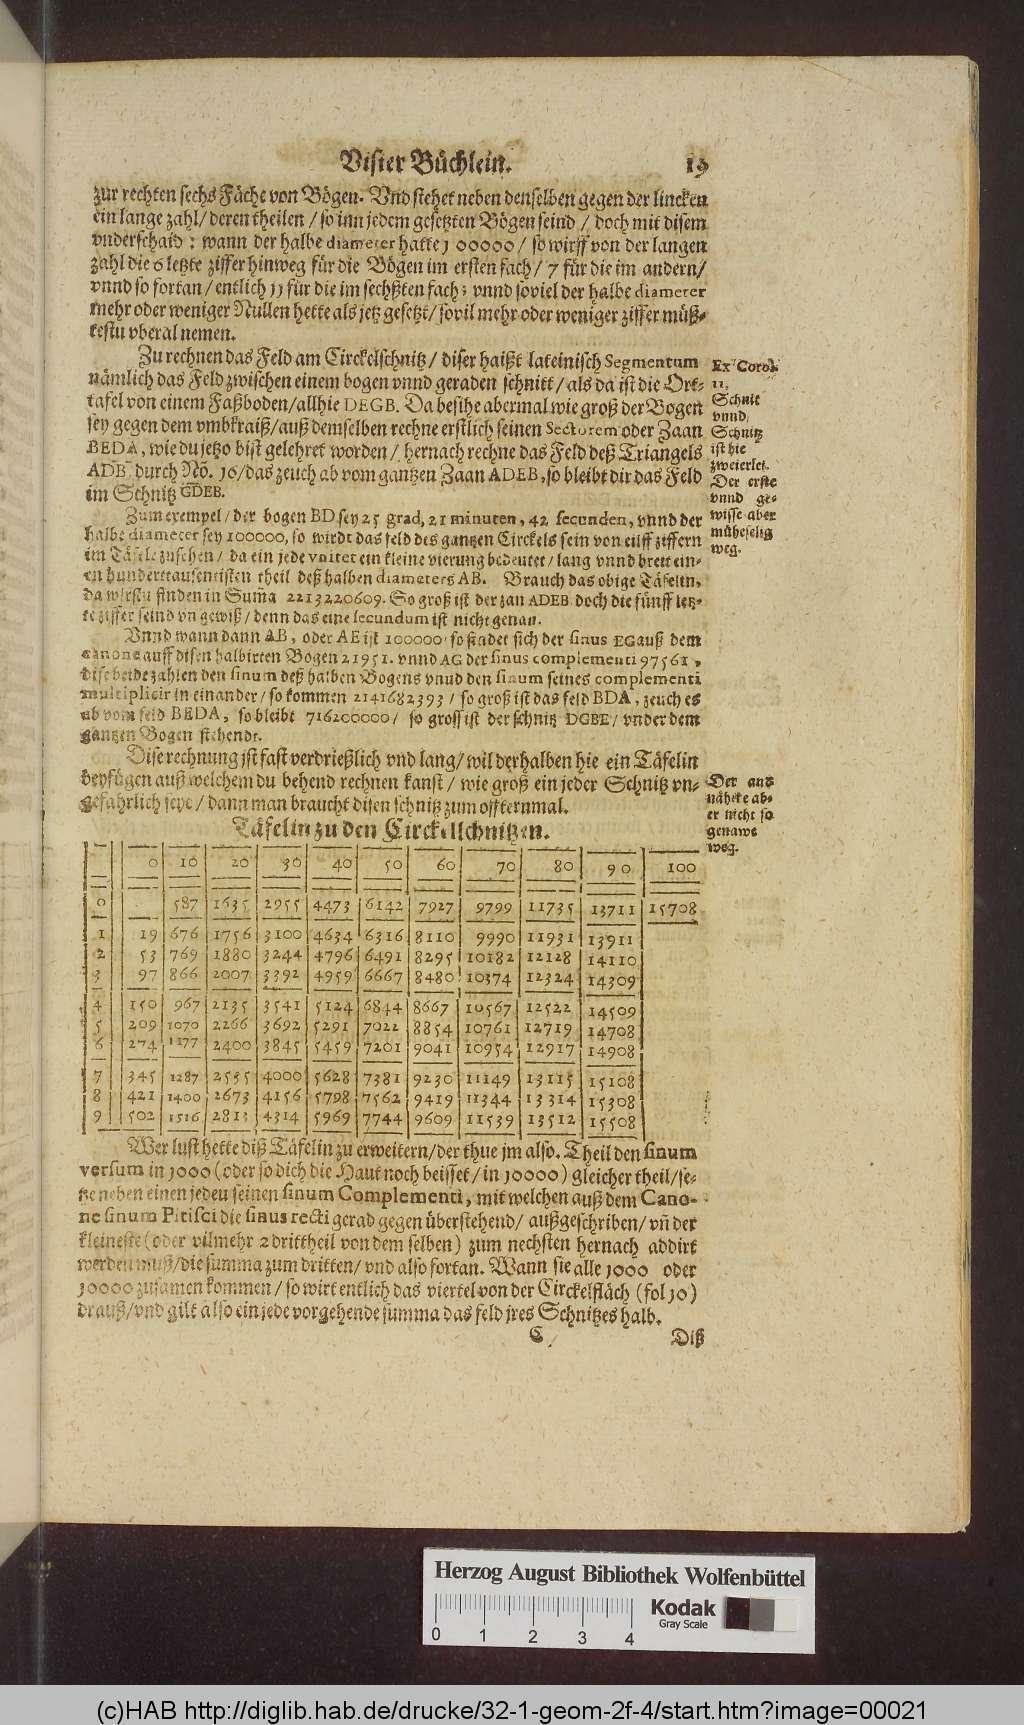 Visier Büchlein. 19
zur rechten sechs Fäche von Bögen. Vnd stehet neben denselben gegen der lincken
ein lange zahl/ deren theilen/ so inn jedem gesetzten Bögen seind/ doch mit disem
vnderschaid: wann der halbe diameter hatte 100000/ so wirff von der langen
zahl die 6 letzte ziffer hinweg für die Bögen im ersten fach/ 7 für die im andern/
vnnd so fortan/ entlich 11 für die im sechßten fach; vnnd soviel der halbe diameter
mehr oder weniger Nullen hette als jetz gesetzt/ sovil mehr oder weniger ziffer müß-
testu vberal nemen.
Zu rechnen das Feld am Circkelschnitz/ diser haißt lateinisch Segmentum
nämlich das Feld zwischen einem bogen vnnd geraden schnitt/ als da ist die Ort-
tafel von einem Faßboden/ allhie DEGB. Da besihe abermal wie groß der Bogen
sey gegen dem vmbkraiß/ auß demselben rechne erstlich seinen Sectorem oder Zaan
BEDA, wie du jetzo bist gelehret worden/ hernach rechne das Feld deß Triangels
ADB durch No. 16/ das zeuch ab vom gantzen Zaan ADEB, so bleibt dir das Feld
im Schnitz GDEB.
Ex Corol.
11.
Schnit
vnnd
Schnitz
ist hie
zweierlei.
Der erste
vnnd ge-
wisse aber
müheselig
weg.
Zum exempel/ der bogen BD sey 25 grad, 21 minuten, 42 secunden, vnnd der
halbe diameter sey 100000, so wirdt das feld des gantzen Circkels sein von eilff ziffern
im Täfele zusehen/ da ein jede vnitet ein kleine vierung bedeutet/ lang vnnd breit ein-
en hunderttausentisten theil deß halben diameters AB. Brauch das obige Täfelin,
da wirstu finden in Suma 2213220609. So groß ist der zan ADEB doch die fünff letz-
te ziffer seind vngewiß/ denn das eine secundum ist nicht genau.
Vnnd wann dann AB, oder AE ist 100000/ so findet sich der sinus EG auß dem
canone auff disen halbirten Bogen 21951. vnnd AG der sinus complementi 97561,
dise beide zahlen den sinum deß halben Bogens vnnd den sinum seines complementi
multiplicir in einander/ so kommen 2141682393/ so groß ist das feld BDA, zeuch es
ab vom feld BEDA, so bleibt 716200000/ so gross ist der schnitz DGBE/ vnder dem
gantzen Bogen stehendt.
Dise rechnung ist fast verdrießlich vnd lang/ wil derhalben hie ein Täfelin
beyfügen auß welchem du behend rechnen kanst/ wie groß ein jeder Schnitz vn-
gefährlich seye/ dann man braucht disen schnitz zum offternmal.
Der and
nähere ab-
er nicht so
genawe
weg.
Täfelin zu den Circkelschnitzen.
0 10 20 30 40 50 60 70 80 90 100
0 587 1635 2955 4473 6142 7927 9799 11735 13711 15708
1 19 676 1756 3100 4634 6316 8110 9990 11931 13911
2 53 769 1880 3244 4796 6491 8295 10182 12128 14110
3 97 866 2007 3392 4959 6667 8480 10374 12324 14309
4 150 967 2135 3541 5124 6844 8667 10567 12522 14509
5 209 1070 2266 3692 5291 7022 8854 10761 12719 14708
6 274 1177 2400 3845 5459 7201 9041 10954 12917 14908
7 345 1287 2535 4000 5628 7381 9230 11149 13115 15108
8 421 1400 2673 4156 5798 7562 9419 11344 13314 15308
9 502 1516 2813 4314 5969 7744 9609 11539 13512 15508
Wer lust hette diß Täfelin zu erweitern/ der thue jm also. Theil den sinum
versum in 1000 (oder so dich die Haut noch beisset/ in 10000) gleicher theil/ se-
tze neben einen jeden seinen sinum Complementi, mit welchen auß dem Cano-
ne sinum Pitisci die sinus recti gerad gegen überstehend/ außgeschriben/ vñ der
kleineste (oder vilmehr 2 drittheil von dem selben) zum nechsten hernach addirt
werden muß/ die summa zum dritten/ vnd also fortan. Wann sie alle 1000 oder
10000 zusamen kommen/ so wirt entlich das viertel von der Circkelfläch (fol 10)
drauß/ vnd gilt also ein jede vorgehende summa das feld jres Schnitzes halb.
C Diß
Herzog August Bibliothek Wolfenbüttel
0 1 2 3 4
Kodak
Gray Scale
(c)HAB http://diglib.hab.de/drucke/32-1-geom-2f-4/start.htm?image=00021